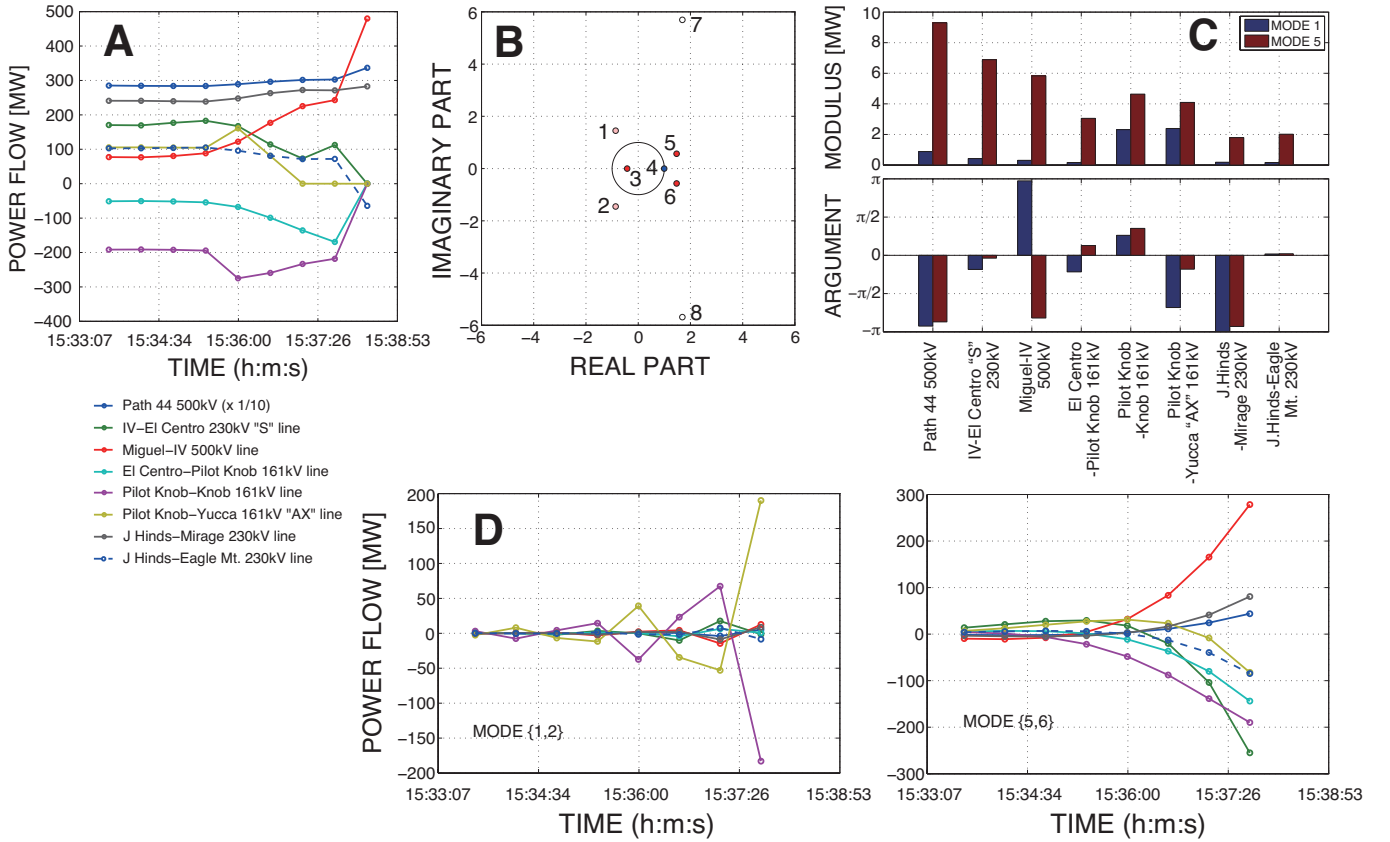 A
POWER FLOW [MW]
500
400
300
200
100
0
−100
−200
−300
−400
15:33:07 15:34:34 15:36:00 15:37:26 15:38:53
TIME (h:m:s)
B
IMAGINARY PART
6
4
2
0
−2
−4
−6
−6 −4 −2 0 2 4 6
REAL PART
1
2
3
4
5
6
7
8
C
MODE 1
MODE 5
MODULUS [MW]
10
8
6
4
2
0
ARGUMENT
π
π/2
0
−π/2
−π
Path 44 500kV
IV-El Centro “S”
230kV
Miguel-IV
500kV
El Centro
-Pilot Knob 161kV
Pilot Knob
-Knob 161kV
Pilot Knob
-Yucca “AX” 161kV
J.Hinds
-Mirage 230kV
J.Hinds-Eagle
Mt. 230kV
Path 44 500kV (x 1/10)
IV−El Centro 230kV "S" line
Miguel−IV 500kV line
El Centro−Pilot Knob 161kV line
Pilot Knob−Knob 161kV line
Pilot Knob−Yucca 161kV "AX" line
J Hinds−Mirage 230kV line
J Hinds−Eagle Mt. 230kV line
D
POWER FLOW [MW]
200
150
100
50
0
−50
−100
−150
−200
MODE {1,2}
15:33:07 15:34:34 15:36:00 15:37:26 15:38:53
TIME (h:m:s)
300
200
100
0
−100
−200
−300
MODE {5,6}
15:33:07 15:34:34 15:36:00 15:37:26 15:38:53
TIME (h:m:s)